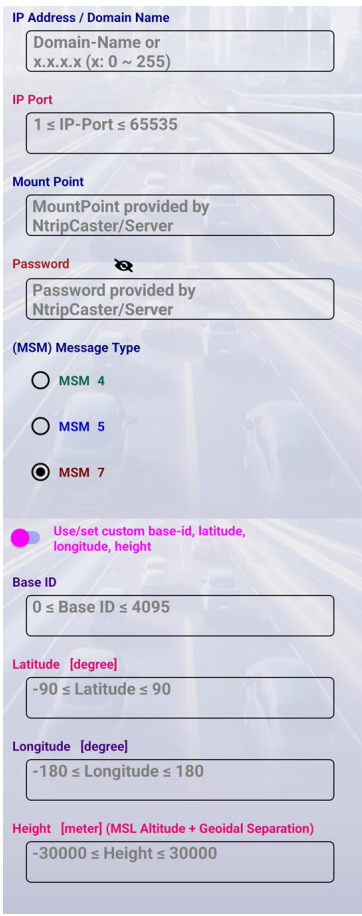 IP Address / Domain Name
Domain-Name or
x.x.x.x (x: 0 ~ 255)
IP Port
1 ≤ IP-Port ≤ 65535
Mount Point
MountPoint provided by
NtripCaster/Server
Password
Password provided by
NtripCaster/Server
(MSM) Message Type
MSM 4
MSM 5
MSM 7
Use/set custom base-id, latitude,
longitude, height
Base ID
0 ≤ Base ID ≤ 4095
Latitude [degree]
-90 ≤ Latitude ≤ 90
Longitude [degree]
-180 ≤ Longitude ≤ 180
Height [meter] (MSL Altitude + Geoidal Separation)
-30000 ≤ Height ≤ 30000